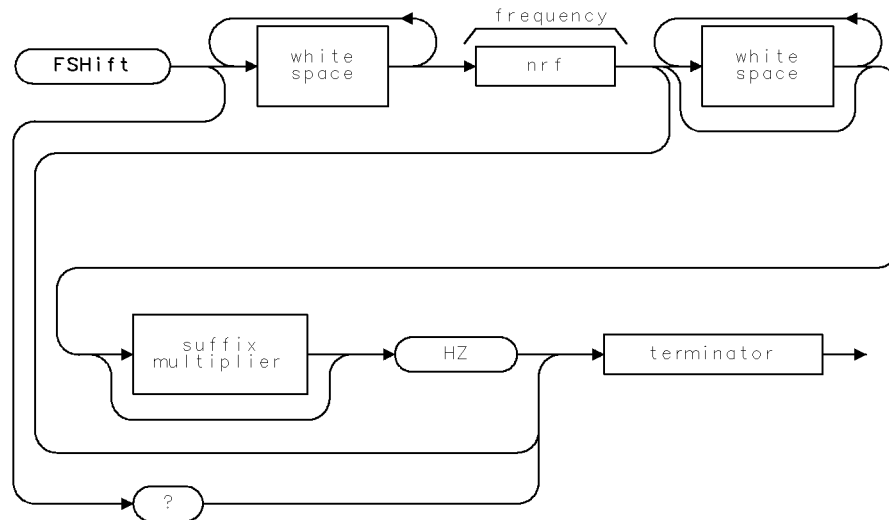 frequency
FSHift
white
space
nrf
white
space
suffix
multiplier
HZ
terminator
?